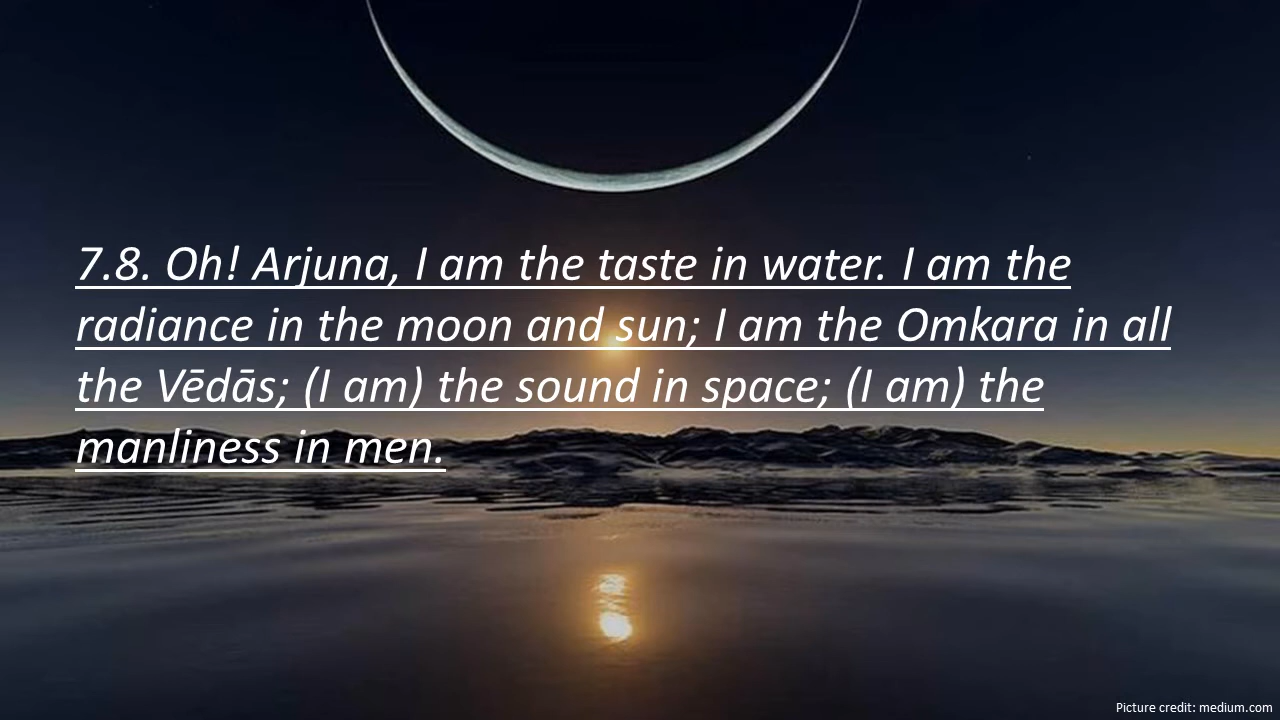 7.8. Oh! Arjuna, I am the taste in water. I am the
radiance in the moon and sun; I am the Omkara in all
the Vēdās; (I am) the sound in space; (I am) the
manliness in men.
Picture credit: medium.com